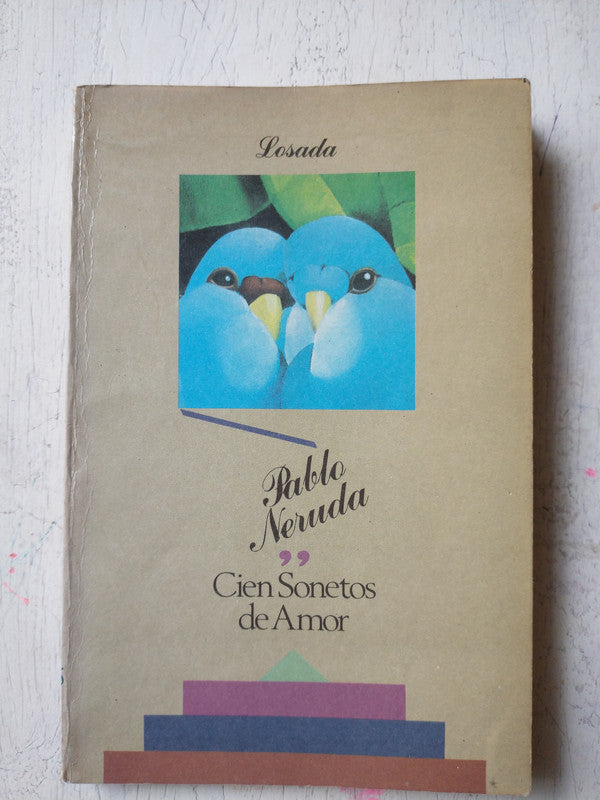 Losada
Pablo
Neruda
,,
Cien Sonetos
de Amor